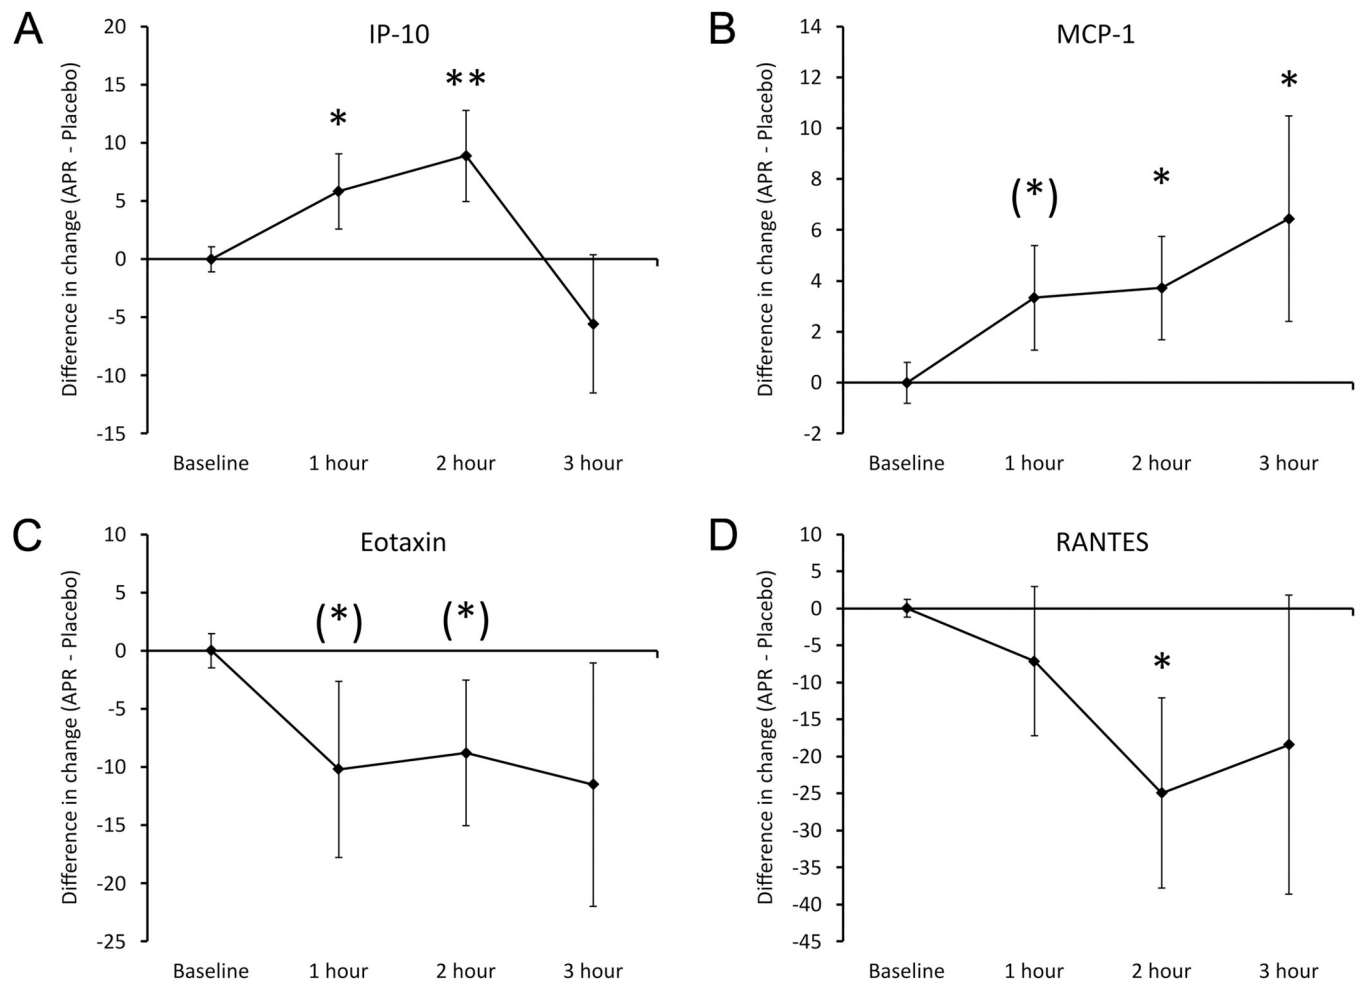 A
IP-10
Difference in change (APR - Placebo)
20
15
10
5
0
-5
-10
-15
*
**
Baseline
1 hour
2 hour
3 hour
B
MCP-1
Difference in change (APR - Placebo)
14
12
10
8
6
4
2
0
-2
(*)
*
*
Baseline
1 hour
2 hour
3 hour
C
Eotaxin
Difference in change (APR - Placebo)
10
5
0
-5
-10
-15
-20
-25
(*)
(*)
Baseline
1 hour
2 hour
3 hour
D
RANTES
Difference in change (APR - Placebo)
10
5
0
-5
-10
-15
-20
-25
-30
-35
-40
-45
*
Baseline
1 hour
2 hour
3 hour